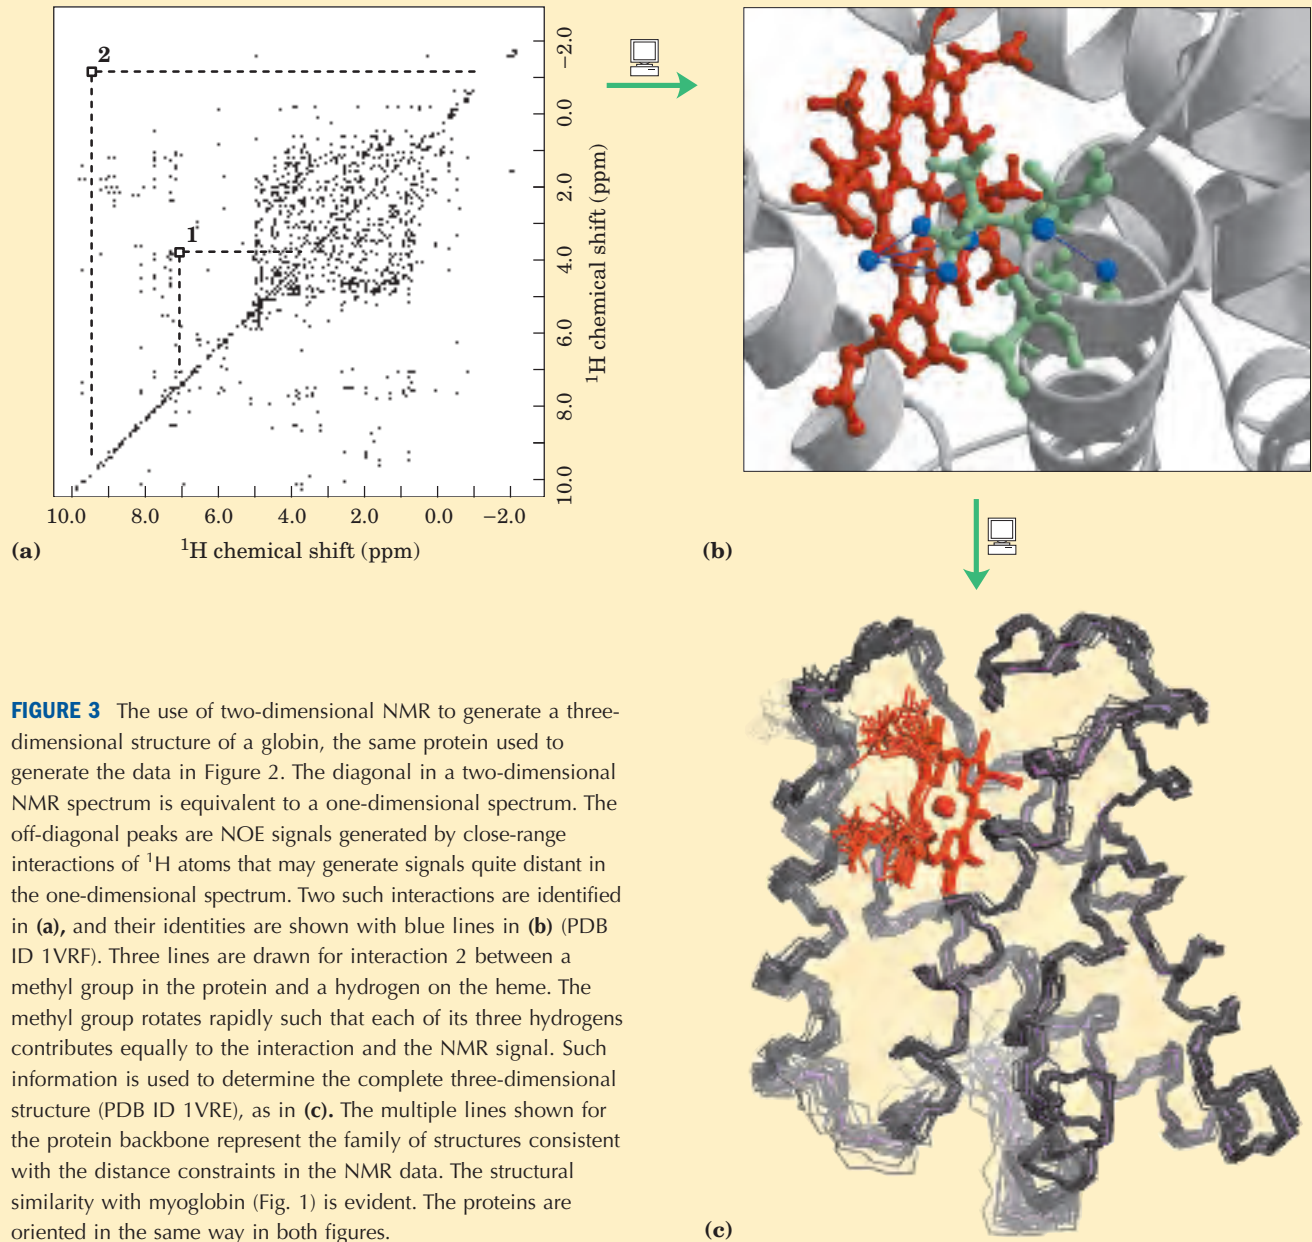 2
1
-2.0
0.0
2.0
4.0
6.0
8.0
10.0
¹H chemical shift (ppm)
10.0 8.0 6.0 4.0 2.0 0.0 –2.0
¹H chemical shift (ppm)
(a)
(b)
FIGURE 3 The use of two-dimensional NMR to generate a three-
dimensional structure of a globin, the same protein used to
generate the data in Figure 2. The diagonal in a two-dimensional
NMR spectrum is equivalent to a one-dimensional spectrum. The
off-diagonal peaks are NOE signals generated by close-range
interactions of ¹H atoms that may generate signals quite distant in
the one-dimensional spectrum. Two such interactions are identified
in (a), and their identities are shown with blue lines in (b) (PDB
ID 1VRF). Three lines are drawn for interaction 2 between a
methyl group in the protein and a hydrogen on the heme. The
methyl group rotates rapidly such that each of its three hydrogens
contributes equally to the interaction and the NMR signal. Such
information is used to determine the complete three-dimensional
structure (PDB ID 1VRE), as in (c). The multiple lines shown for
the protein backbone represent the family of structures consistent
with the distance constraints in the NMR data. The structural
similarity with myoglobin (Fig. 1) is evident. The proteins are
oriented in the same way in both figures.
(c)